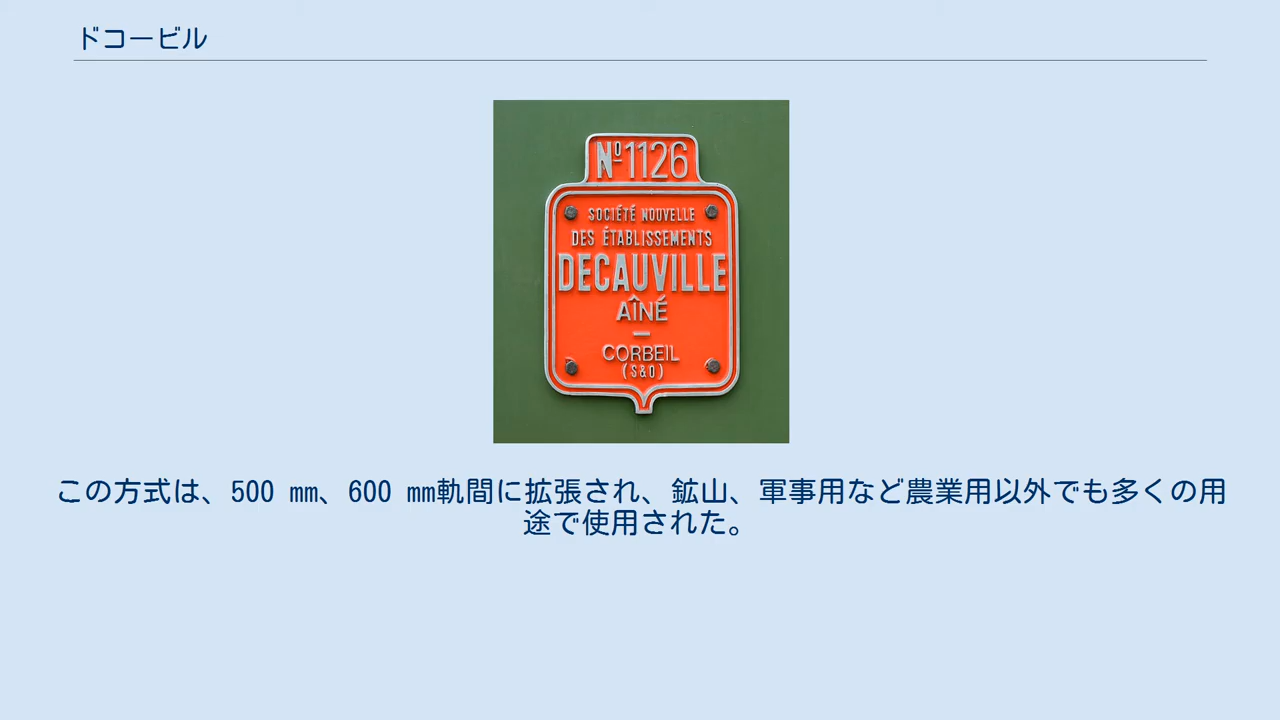 ドコービル
Nº1126
SOCIÉTÉ NOUVELLE
DES ÉTABLISSEMENTS
DECAUVILLE
AÎNÉ
—
CORBEIL
(S&O)
この方式は、500 mm、600 mm軌間に拡張され、鉱山、軍事用など農業用以外でも多くの用
途で使用された。